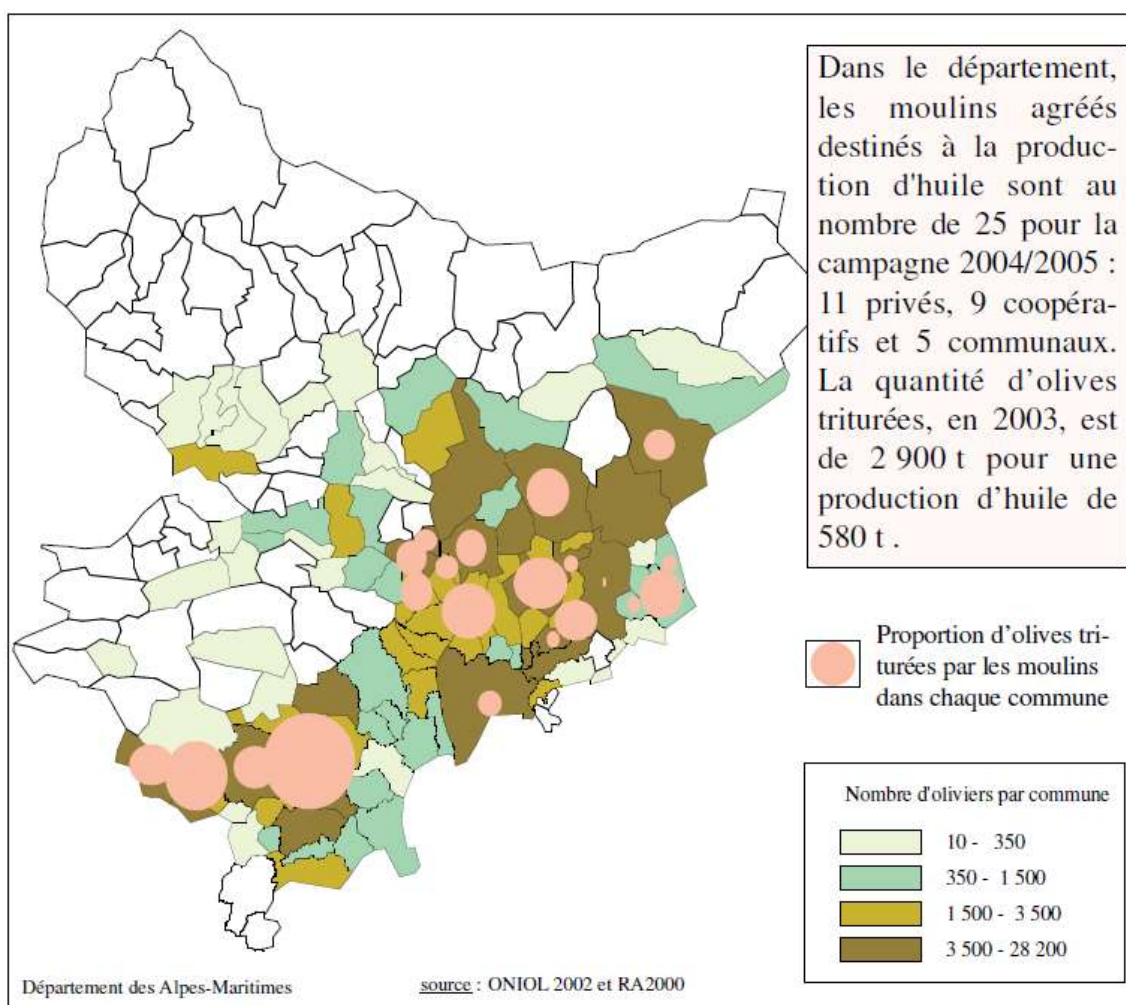 Dans le département,
les moulins agréés
destinés à la produc-
tion d'huile sont au
nombre de 25 pour la
campagne 2004/2005 :
11 privés, 9 coopéra-
tifs et 5 communaux.
La quantité d'olives
triturées, en 2003, est
de 2 900 t pour une
production d'huile de
580 t .
Proportion d'olives tri-
turées par les moulins
dans chaque commune
Nombre d'oliviers par commune
10 - 350
350 - 1 500
1 500 - 3 500
3 500 - 28 200
Département des Alpes-Maritimes
source : ONIOL 2002 et RA2000